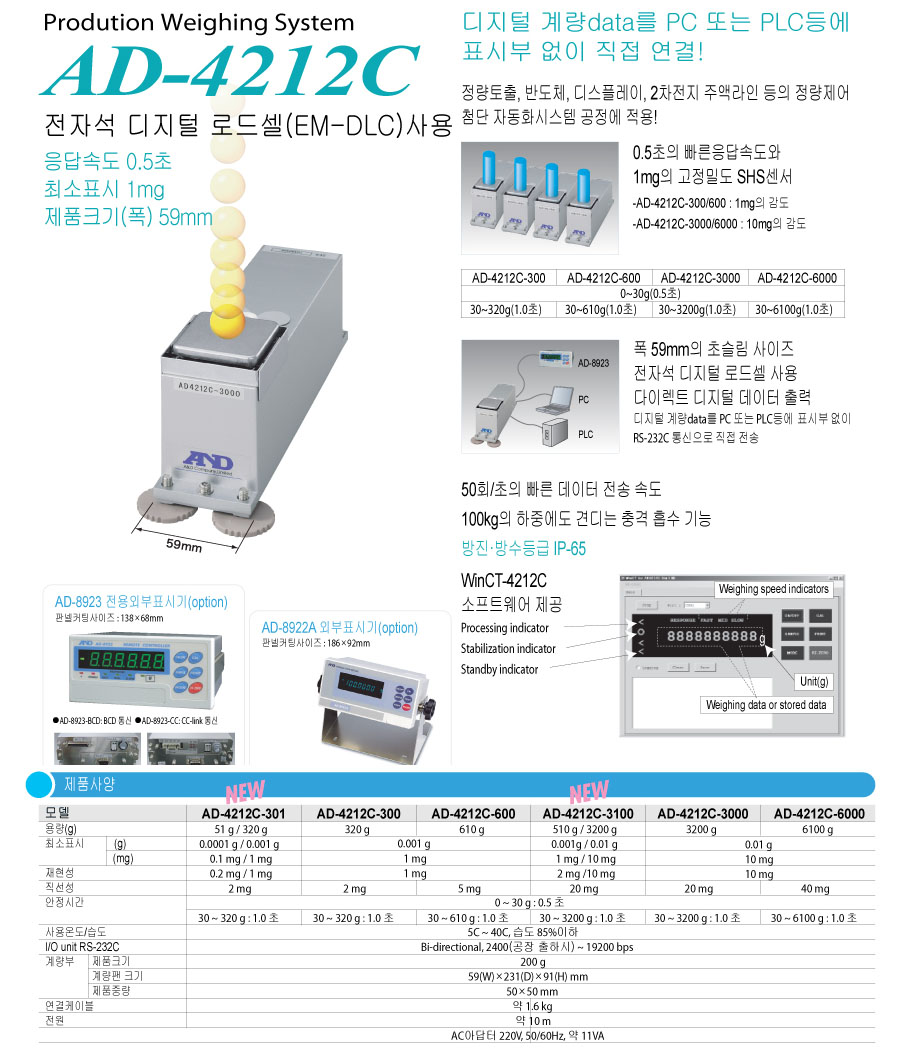 Prodution Weighing System
AD-4212C
전자석 디지털 로드셀(EM-DLC)사용
응답속도 0.5초
최소표시 1mg
제품크기(폭) 59mm
AD4212C-3000
AND
59mm
디지털 계량data를 PC 또는 PLC등에
표시부 없이 직접 연결!
정량토출, 반도체, 디스플레이, 2차전지 주액라인 등의 정량제어
첨단 자동화시스템 공정에 적용!
0.5초의 빠른응답속도와
1mg의 고정밀도 SHS센서
-AD-4212C-300/600 : 1mg의 감도
-AD-4212C-3000/6000 : 10mg의 감도
AD-4212C-300 AD-4212C-600 AD-4212C-3000 AD-4212C-6000
0~30g(0.5초)
30~320g(1.0초) 30~610g(1.0초) 30~3200g(1.0초) 30~6100g(1.0초)
AD-8923
PC
PLC
폭 59mm의 초슬림 사이즈
전자석 디지털 로드셀 사용
다이렉트 디지털 데이터 출력
디지털 계량data를 PC 또는 PLC등에 표시부 없이
RS-232C 통신으로 직접 전송
50회/초의 빠른 데이터 전송 속도
100kg의 하중에도 견디는 충격 흡수 기능
방진·방수등급 IP-65
WinCT-4212C
소프트웨어 제공
Processing indicator
Stabilization indicator
Standby indicator
Weighing speed indicators
RESPONSE FAST MID SLOW
8888888888g
Unit(g)
Weighing data or stored data
AD-8923 전용외부표시기(option)
판넬커팅사이즈 : 138×68mm
●AD-8923-BCD: BCD 통신 ●AD-8923-CC: CC-link 통신
AD-8922A 외부표시기(option)
판넬커팅사이즈 : 186×92mm
제품사양
NEW NEW
모델 AD-4212C-301 AD-4212C-300 AD-4212C-600 AD-4212C-3100 AD-4212C-3000 AD-4212C-6000
용량(g) 51 g / 320 g 320 g 610 g 510 g / 3200 g 3200 g 6100 g
최소표시 (g) 0.0001 g / 0.001 g 0.001 g 0.001g / 0.01 g 0.01 g
(mg) 0.1 mg / 1 mg 1 mg 1 mg / 10 mg 10 mg
재현성 0.2 mg / 1 mg 1 mg 2 mg /10 mg 10 mg
직선성 2 mg 2 mg 5 mg 20 mg 20 mg 40 mg
안정시간 0 ~ 30 g : 0.5 초
30 ~ 320 g : 1.0 초 30 ~ 320 g : 1.0 초 30 ~ 610 g : 1.0 초 30 ~ 3200 g : 1.0 초 30 ~ 3200 g : 1.0 초 30 ~ 6100 g : 1.0 초
사용온도/습도 5C ~ 40C, 습도 85%이하
I/O unit RS-232C Bi-directional, 2400(공장 출하시) ~ 19200 bps
계량부 제품크기 200 g
계량팬 크기 59(W)×231(D)×91(H) mm
제품중량 50×50 mm
연결케이블 약 1.6 kg
전원 약 10 m
AC아답터 220V, 50/60Hz, 약 11VA